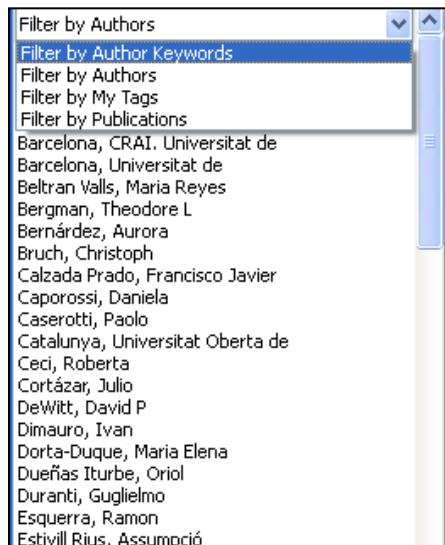 Filter by Authors
Filter by Author Keywords
Filter by Authors
Filter by My Tags
Filter by Publications
Barcelona, CRAI. Universitat de
Barcelona, Universitat de
Beltran Valls, Maria Reyes
Bergman, Theodore L
Bernárdez, Aurora
Bruch, Christoph
Calzada Prado, Francisco Javier
Caporossi, Daniela
Caserotti, Paolo
Catalunya, Universitat Oberta de
Ceci, Roberta
Cortázar, Julio
DeWitt, David P
Dimauro, Ivan
Dorta-Duque, Maria Elena
Dueñas Iturbe, Oriol
Duranti, Guglielmo
Esquerra, Ramon
Estivill Rius, Assumpció